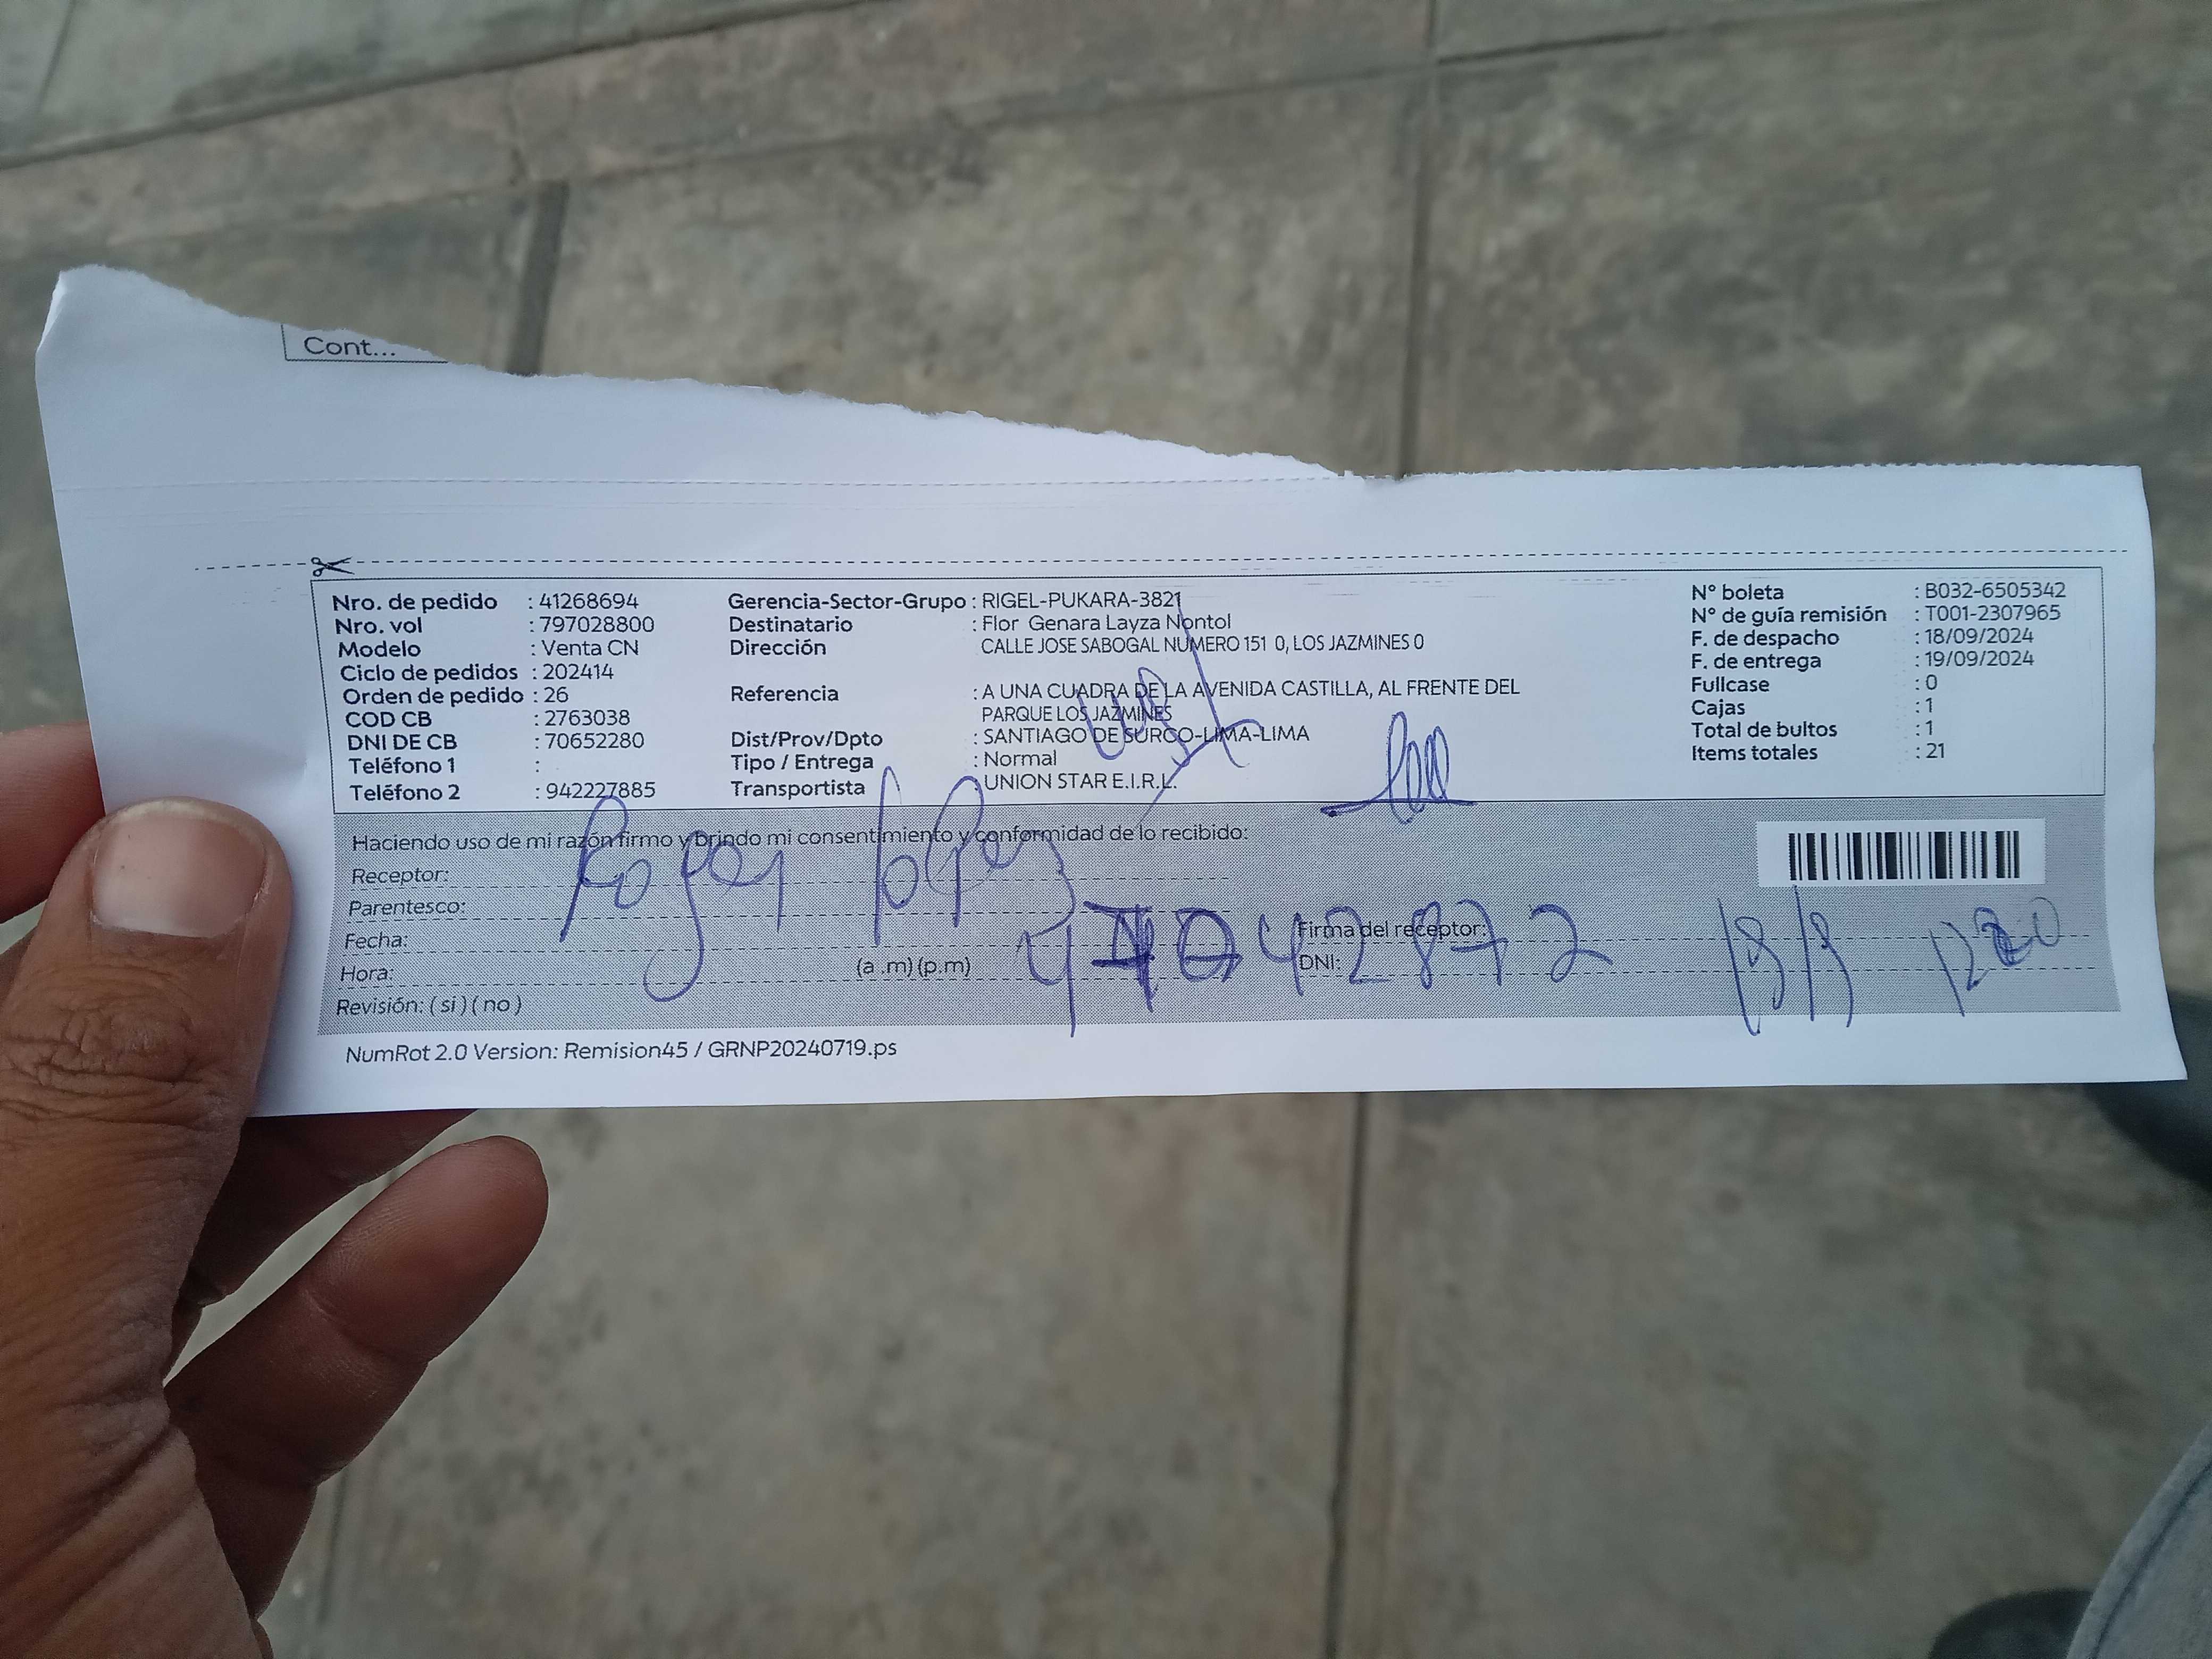 Cont...
Nro. de pedido : 41268694
Nro. vol : 797028800
Modelo : Venta CN
Ciclo de pedidos : 202414
Orden de pedido : 26
COD CB : 2763038
DNI DE CB : 70652280
Teléfono 1 :
Teléfono 2 : 942227885
Gerencia-Sector-Grupo : RIGEL-PUKARA-3821
Destinatario : Flor Genara Layza Nontol
Dirección CALLE JOSE SABOGAL NUMERO 151 0, LOS JAZMINES 0
Referencia : A UNA CUADRA DE LA AVENIDA CASTILLA, AL FRENTE DEL
PARQUE LOS JAZMINES
Dist/Prov/Dpto : SANTIAGO DE SURCO-LIMA-LIMA
Tipo / Entrega : Normal
Transportista : UNION STAR E.I.R.L.
N° boleta : B032-6505342
N° de guía remisión : T001-2307965
F. de despacho : 18/09/2024
F. de entrega : 19/09/2024
Fullcase : 0
Cajas : 1
Total de bultos : 1
Items totales : 21
Haciendo uso de mi razón firmo y brindo mi consentimiento y conformidad de lo recibido:
Receptor:
Roger lopez
Parentesco:
Fecha:
Firma del receptor:
Hora: (a .m) (p.m)
DNI:
Revisión: ( si ) ( no )
NumRot 2.0 Version: Remision45 / GRNP20240719.ps